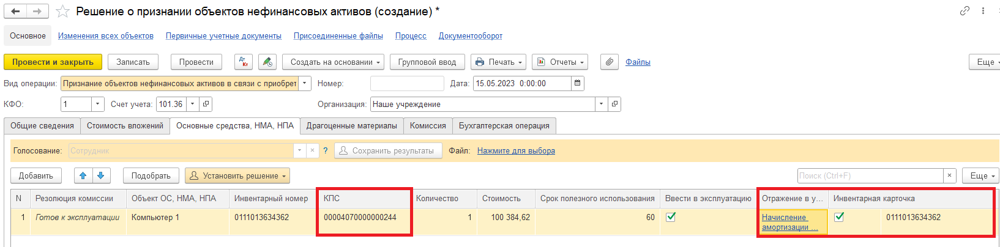 Решение о признании объектов нефинансовых активов (создание) *
Основное Изменения всех объектов Первичные учетные документы Присоединенные файлы Процесс Документооборот
Провести и закрыть Записать Провести Дт Кт Создать на основании Групповой ввод Печать Отчеты Файлы Еще
Вид операции: Признание объектов нефинансовых активов в связи с приобрет Номер: Дата: 15.05.2023 0:00:00
КФО: 1 Счет учета: 101.36 Организация: Наше учреждение
Общие сведения Стоимость вложений Основные средства, НМА, НПА Драгоценные материалы Комиссия Бухгалтерская операция
Голосование: Сотрудник ? Сохранить результаты Файл: Нажмите для выбора
Добавить Подобрать Установить решение Поиск (Ctrl+F) × Еще
N Резолюция комиссии Объект ОС, НМА, НПА Инвентарный номер КПС Количество Стоимость Срок полезного использования Ввести в эксплуатацию Отражение в у... Инвентарная карточка
1 Готов к эксплуатации Компьютер 1 0111013634362 00004070000000244 1 100 384,62 60 Начисление 0111013634362
амортизации ...